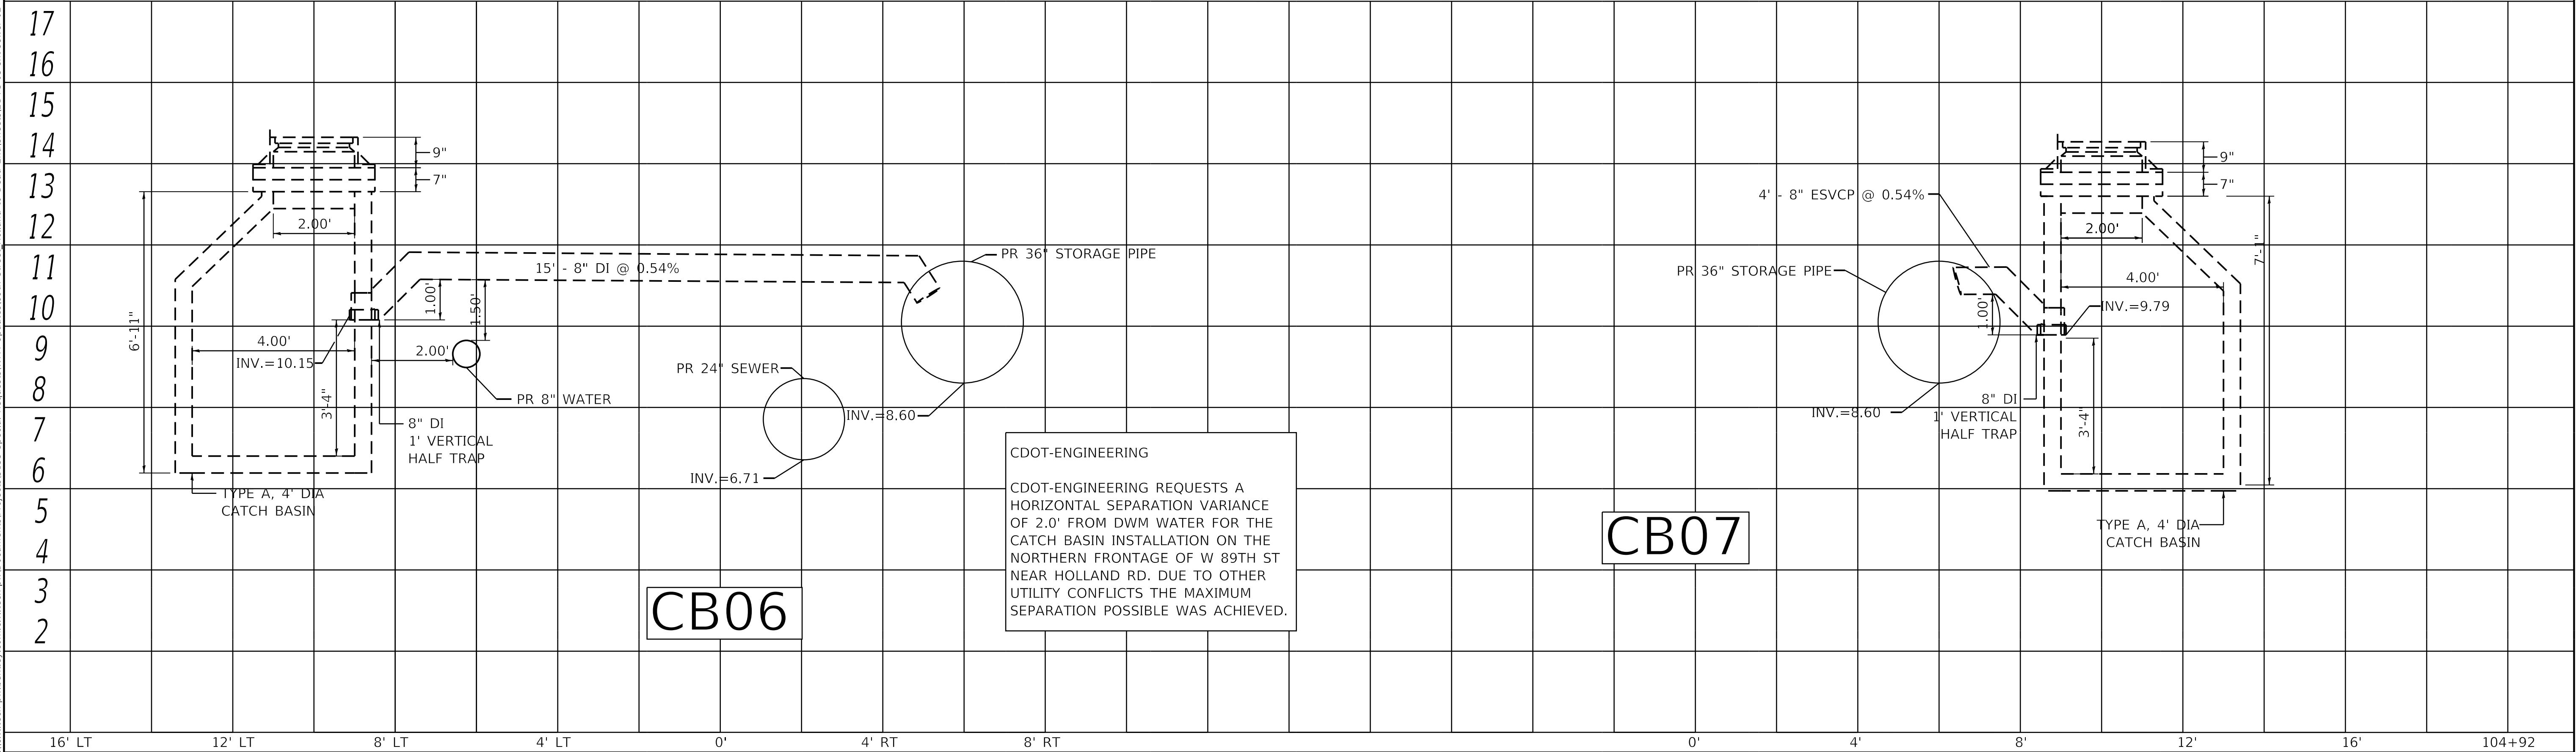 17
16
15
14
13
12
11
10
9
8
7
6
5
4
3
2
9"
7"
2.00'
6'-11"
4.00'
INV.=10.15
3'-4"
15' - 8" DI @ 0.54%
1.00'
1.50'
2.00'
PR 8" WATER
8" DI
1' VERTICAL
HALF TRAP
TYPE A, 4' DIA
CATCH BASIN
PR 24" SEWER
INV.=6.71
PR 36" STORAGE PIPE
INV.=8.60
CB06
CDOT-ENGINEERING
CDOT-ENGINEERING REQUESTS A
HORIZONTAL SEPARATION VARIANCE
OF 2.0' FROM DWM WATER FOR THE
CATCH BASIN INSTALLATION ON THE
NORTHERN FRONTAGE OF W 89TH ST
NEAR HOLLAND RD. DUE TO OTHER
UTILITY CONFLICTS THE MAXIMUM
SEPARATION POSSIBLE WAS ACHIEVED.
CB07
4' - 8" ESVCP @ 0.54%
PR 36" STORAGE PIPE
INV.=8.60
1.00'
8" DI
1' VERTICAL
HALF TRAP
9"
7"
2.00'
4.00'
7'-1"
INV.=9.79
3'-4"
TYPE A, 4' DIA
CATCH BASIN
16' LT
12' LT
8' LT
4' LT
0'
4' RT
8' RT
0'
4'
8'
12'
16'
104+92